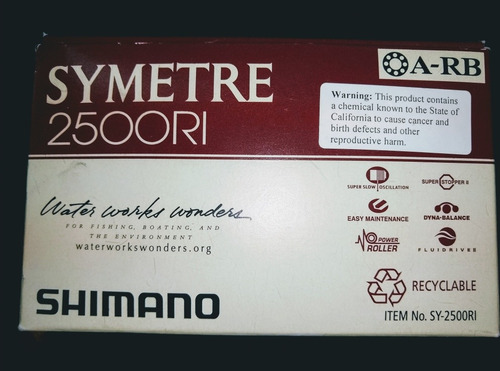 SYMETRE
2500RI
A-RB
Warning: This product contains
a chemical known to the State of
California to cause cancer and
birth defects and other
reproductive harm.
Water works wonders
FOR FISHING, BOATING, AND
THE ENVIRONMENT
waterworkswonders.org
SUPER SLOW OSCILLATION
SUPER STOPPER II
EASY MAINTENANCE
DYNA-BALANCE
POWER
ROLLER
FLUIDRIVE II
SHIMANO
RECYCLABLE
ITEM No. SY-2500RI